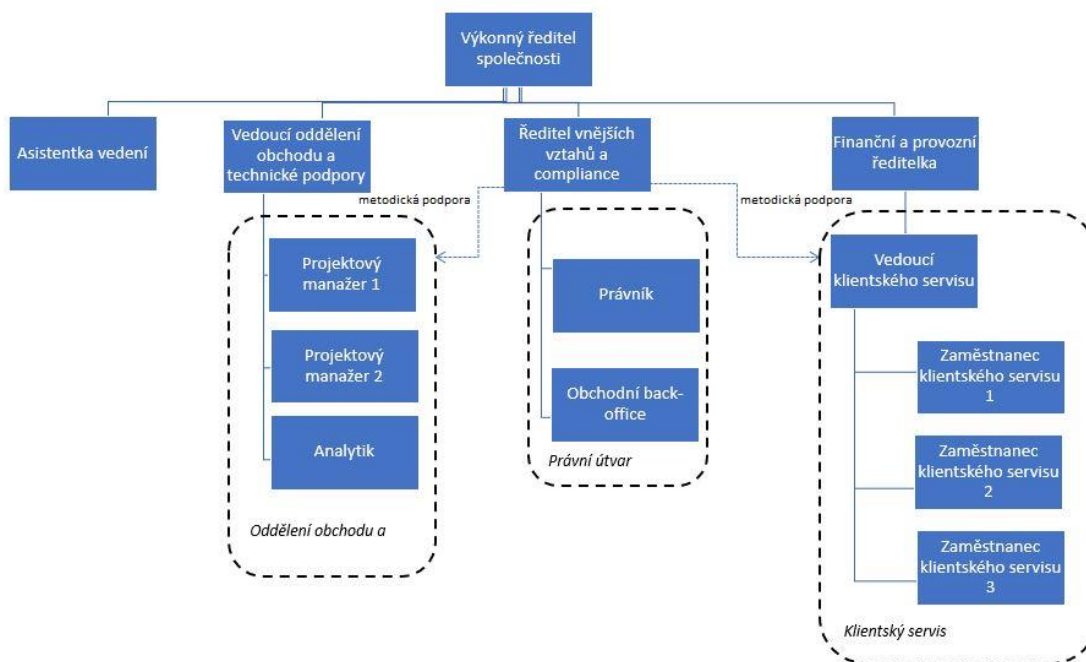 Výkonný ředitel
společnosti
Asistentka vedení
Vedoucí oddělení
obchodu a
technické podpory
Ředitel vnějších
vztahů a
compliance
Finanční a provozní
ředitelka
metodická podpora
metodická podpora
Projektový
manažer 1
Projektový
manažer 2
Analytik
Oddělení obchodu a
Právník
Obchodní back-
office
Právní útvar
Vedoucí
klientského servisu
Zaměstnanec
klientského servisu
1
Zaměstnanec
klientského servisu
2
Zaměstnanec
klientského servisu
3
Klientský servis